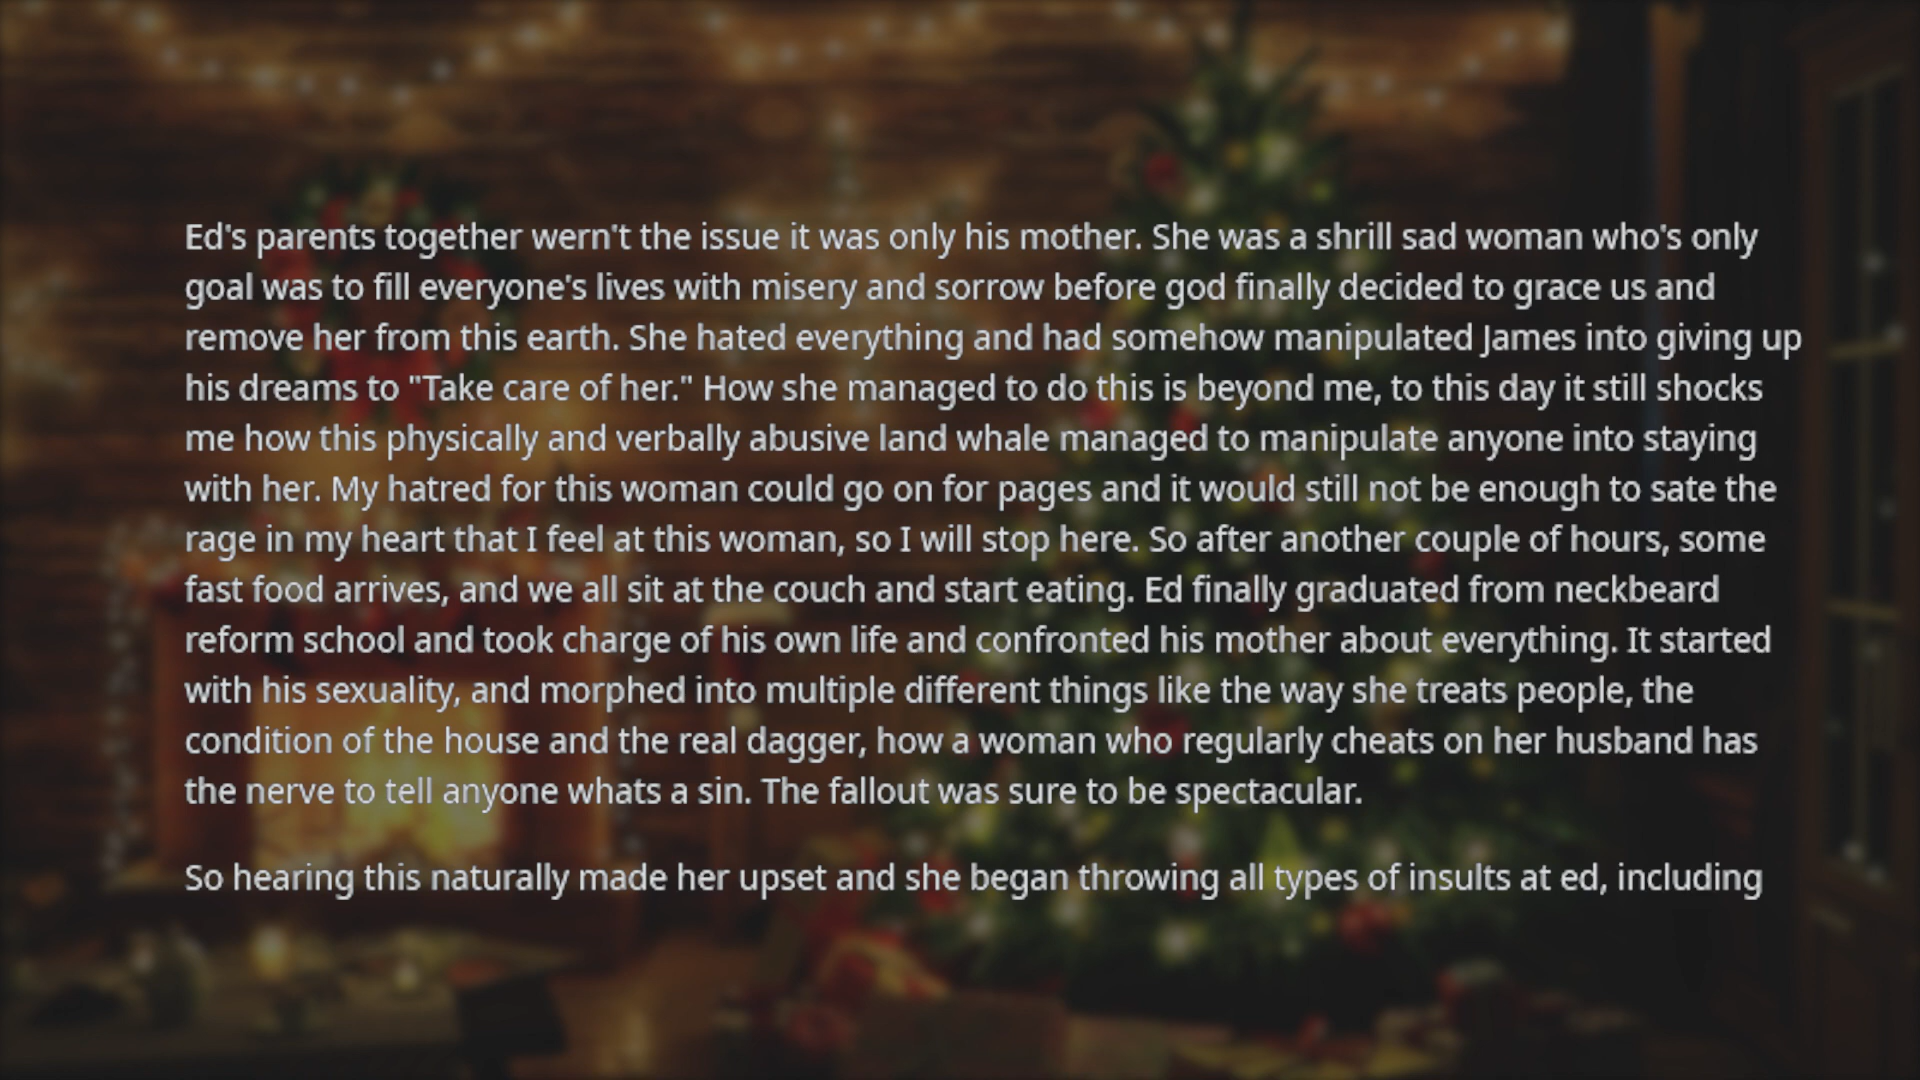 Ed's parents together wern't the issue it was only his mother. She was a shrill sad woman who's only
goal was to fill everyone's lives with misery and sorrow before god finally decided to grace us and
remove her from this earth. She hated everything and had somehow manipulated James into giving up
his dreams to "Take care of her." How she managed to do this is beyond me, to this day it still shocks
me how this physically and verbally abusive land whale managed to manipulate anyone into staying
with her. My hatred for this woman could go on for pages and it would still not be enough to sate the
rage in my heart that I feel at this woman, so I will stop here. So after another couple of hours, some
fast food arrives, and we all sit at the couch and start eating. Ed finally graduated from neckbeard
reform school and took charge of his own life and confronted his mother about everything. It started
with his sexuality, and morphed into multiple different things like the way she treats people, the
condition of the house and the real dagger, how a woman who regularly cheats on her husband has
the nerve to tell anyone whats a sin. The fallout was sure to be spectacular.
So hearing this naturally made her upset and she began throwing all types of insults at ed, including